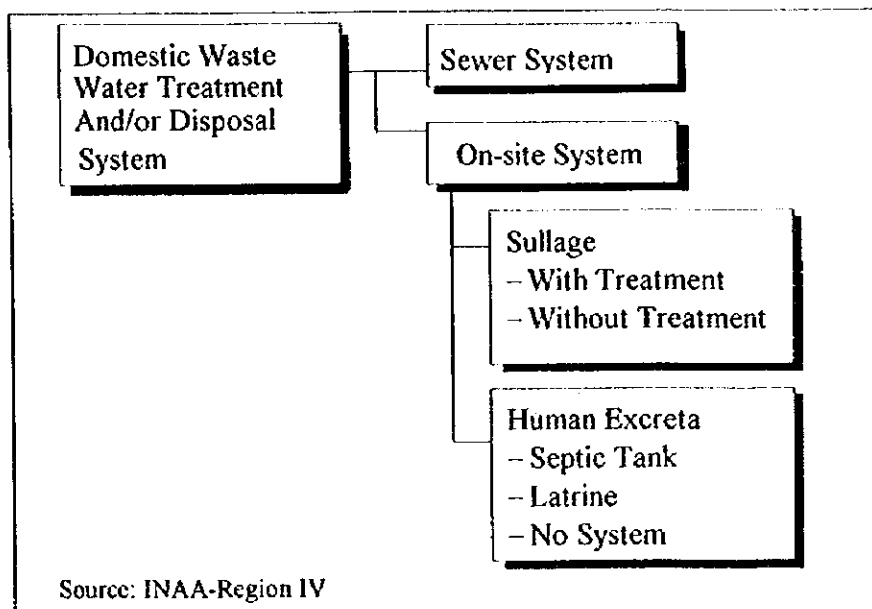 Domestic Waste
Water Treatment
And/or Disposal
System
Sewer System
On-site System
Sullage
– With Treatment
– Without Treatment
Human Excreta
– Septic Tank
– Latrine
– No System
Source: INAA-Region IV